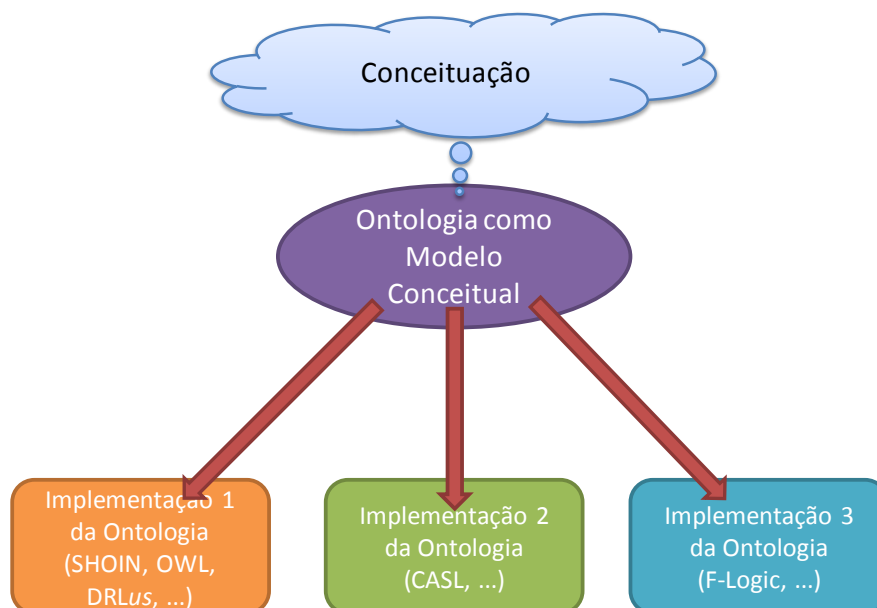 Conceituação
Ontologia como
Modelo
Conceitual
Implementação 1
da Ontologia
(SHOIN, OWL,
DRLus, ...)
Implementação 2
da Ontologia
(CASL, ...)
Implementação 3
da Ontologia
(F-Logic, ...)